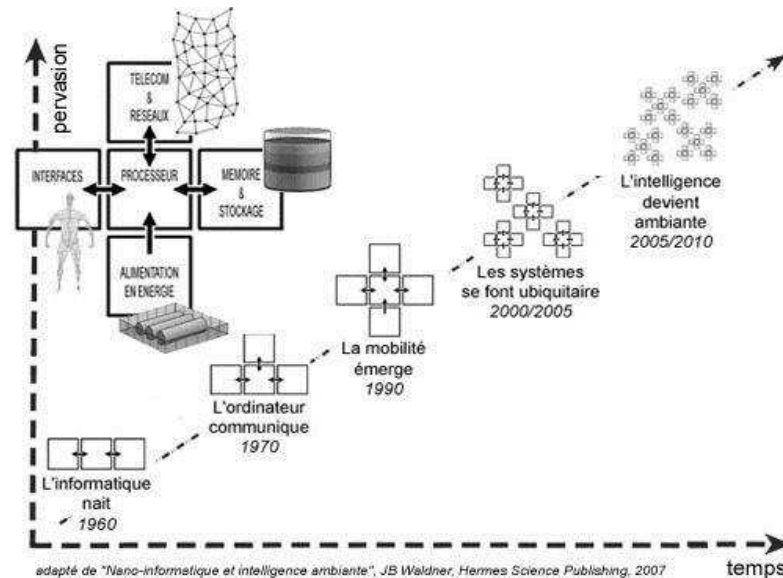 pervasion
TELECOM
&
RESEAUX
INTERFACES
PROCESSEUR
MEMOIRE
&
STOCKAGE
ALIMENTATION
EN ENERGIE
L'intelligence
devient
ambiante
2005/2010
Les systèmes
se font ubiquitaire
2000/2005
La mobilité
émerge
1990
L'ordinateur
communique
1970
L'informatique
nait
1960
temps
adapté de "Nano-informatique et intelligence ambiante", JB Waldner, Hermes Science Publishing, 2007